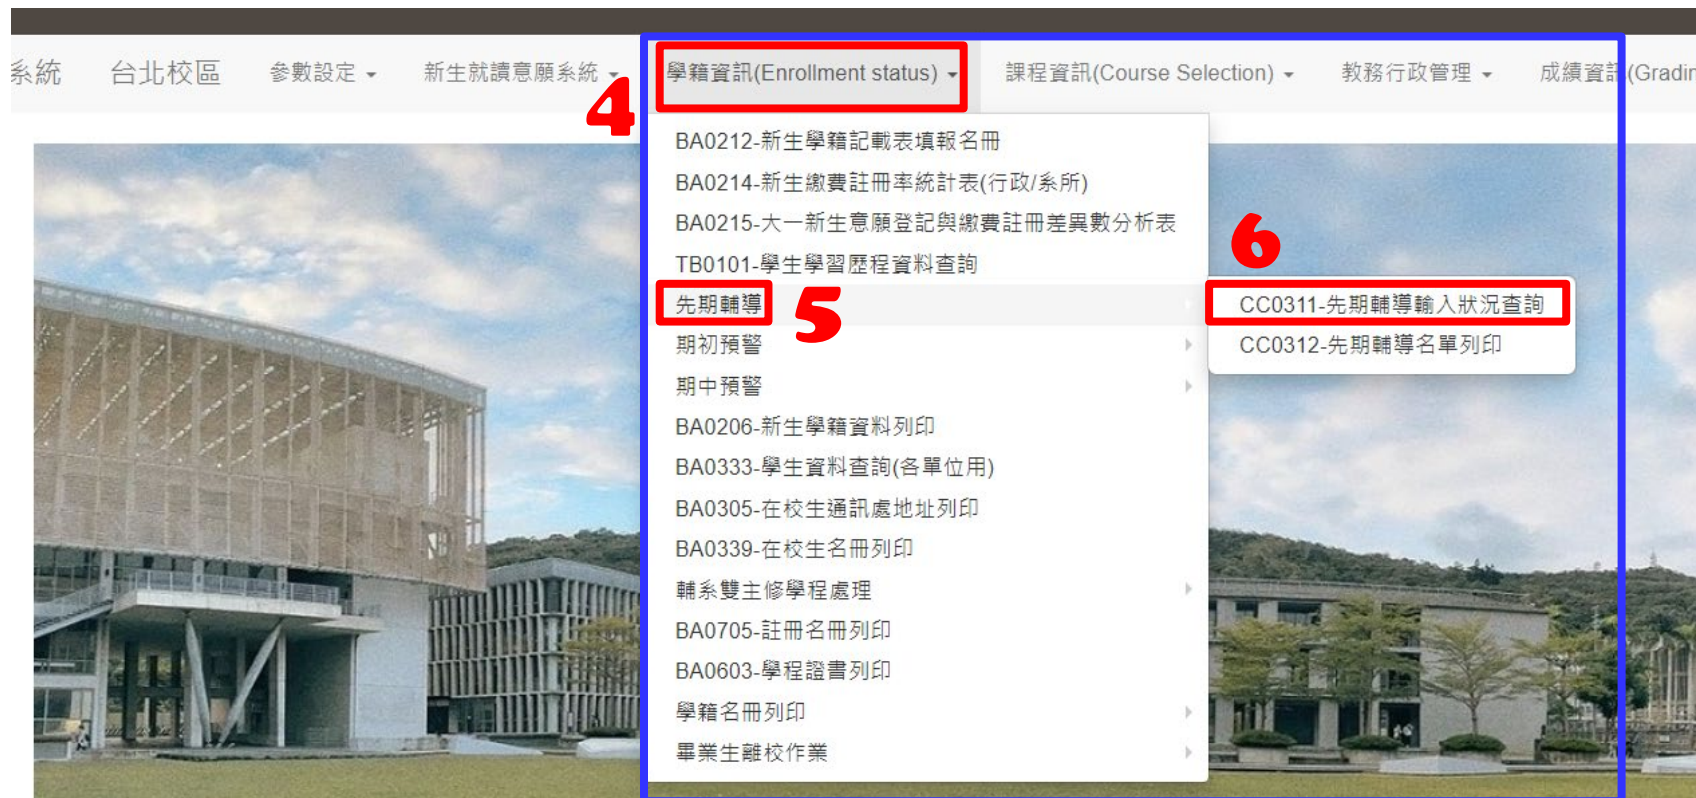 系統 台北校區 參數設定 新生就讀意願系統 學籍資訊(Enrollment status) 課程資訊(Course Selection) 教務行政管理 成績資訊(Gradin
4
BA0212-新生學籍記載表填報名冊
BA0214-新生繳費註冊率統計表(行政/系所)
BA0215-大一新生意願登記與繳費註冊差異數分析表
TB0101-學生學習歷程資料查詢
先期輔導
5
6
CC0311-先期輔導輸入狀況查詢
CC0312-先期輔導名單列印
期初預警
期中預警
BA0206-新生學籍資料列印
BA0333-學生資料查詢(各單位用)
BA0305-在校生通訊處地址列印
BA0339-在校生名冊列印
輔系雙主修學程處理
BA0705-註冊名冊列印
BA0603-學程證書列印
學籍名冊列印
畢業生離校作業